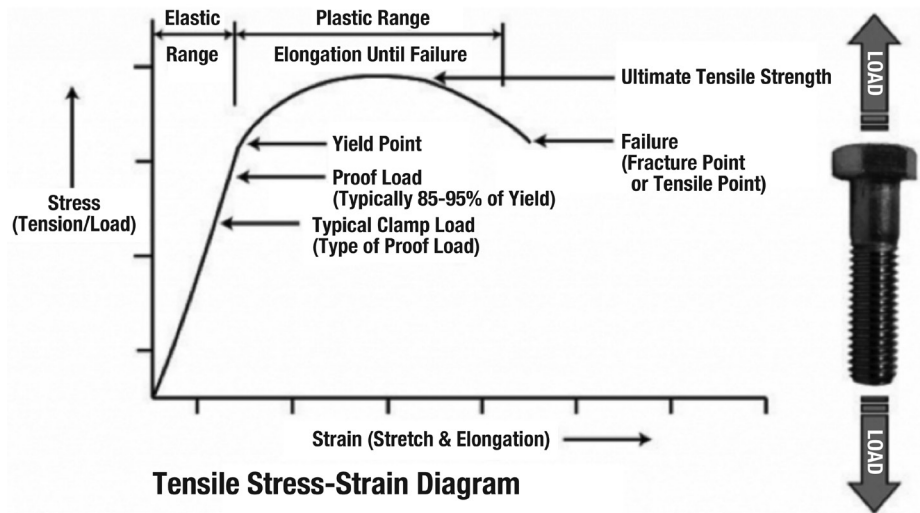 Elastic
Range
Plastic Range
Elongation Until Failure
Ultimate Tensile Strength
Yield Point
Failure
(Fracture Point
or Tensile Point)
Proof Load
(Typically 85-95% of Yield)
Stress
(Tension/Load)
Typical Clamp Load
(Type of Proof Load)
Strain (Stretch & Elongation)
Tensile Stress-Strain Diagram
LOAD
LOAD